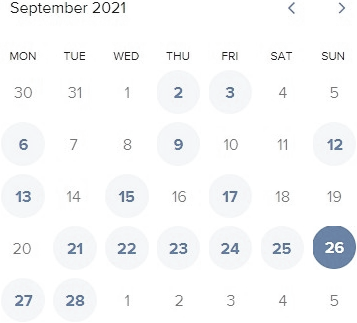 September 2021
MON TUE WED THU FRI SAT SUN
30 31 1 2 3 4 5
6 7 8 9 10 11 12
13 14 15 16 17 18 19
20 21 22 23 24 25 26
27 28 1 2 3 4 5